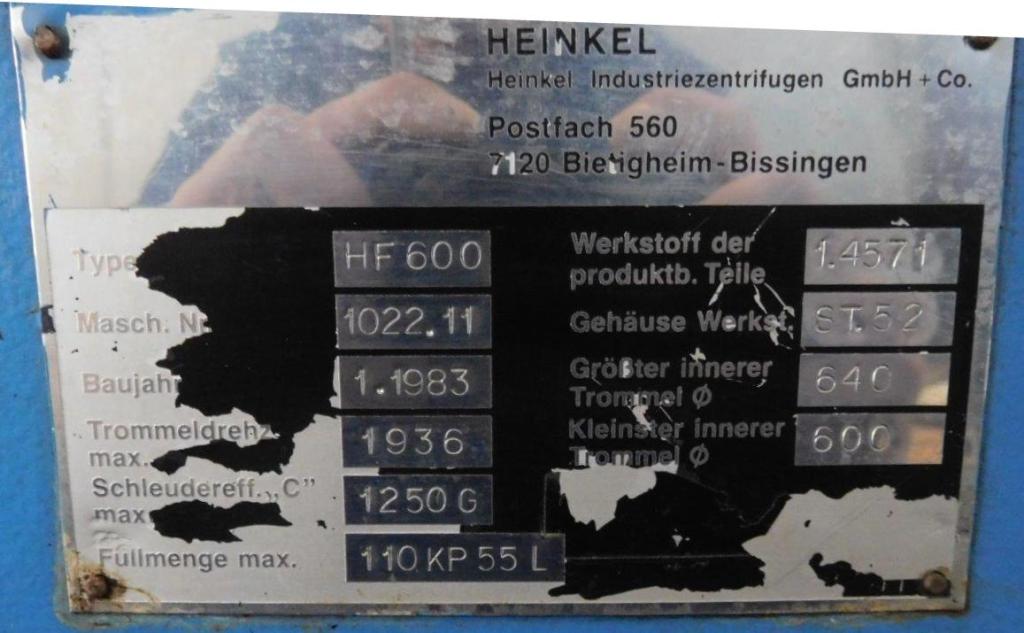 HEINKEL
Heinkel Industriezentrifugen GmbH + Co.
Postfach 560
7120 Bietigheim-Bissingen
Type HF 600
Masch. Nr. 1022.11
Baujahr 1.1983
Trommeldrehz. max. 1936
Schleudereff. „C" max. 1250 G
Füllmenge max. 110 KP 55 L
Werkstoff der
produktb. Teile 1.4571
Gehäuse Werkst. ST.52
Größter innerer
Trommel Ø 640
Kleinster innerer
Trommel Ø 600